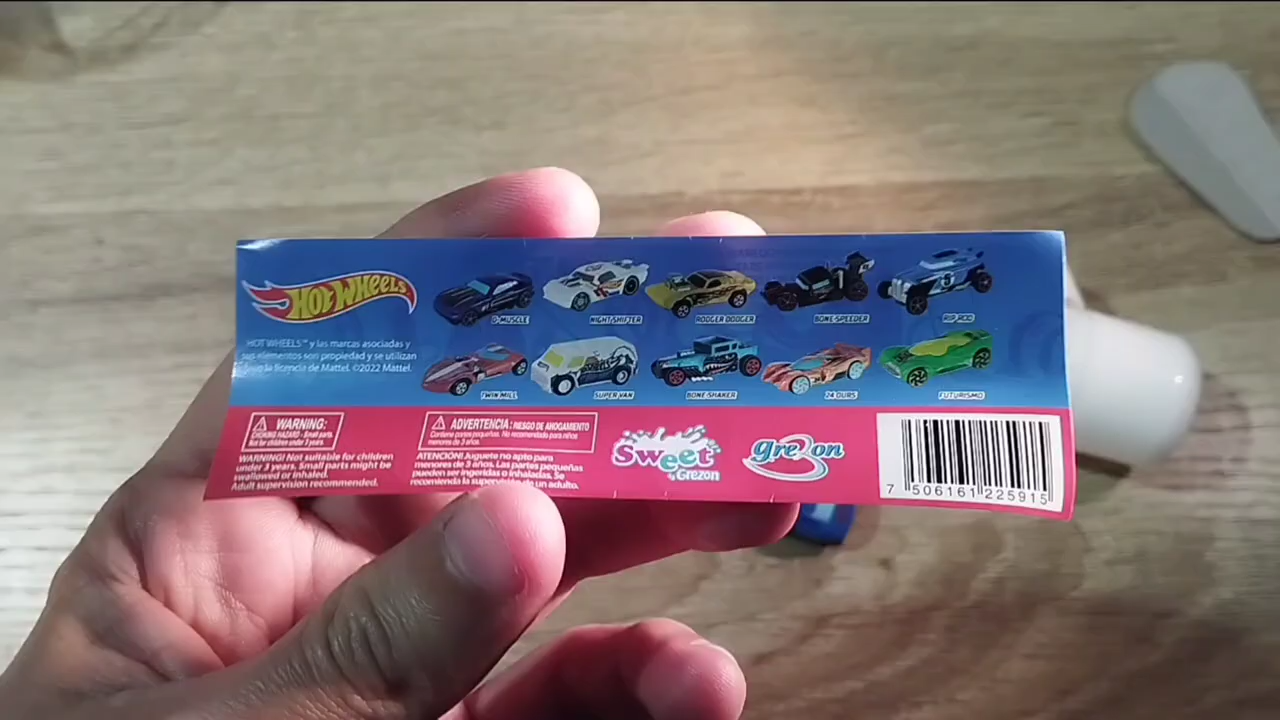 HOT WHEELS
HOT WHEELS™ y las marcas asociadas y
sus elementos son propiedad y se utilizan
bajo la licencia de Mattel. ©2022 Mattel.
D-MUSCLE
NIGHT SHIFTER
RODGER DODGER
BONE SPEEDER
RIP ROD
TWIN MILL
SUPER VAN
BONE SHAKER
24 OURS
FUTURISMO
WARNING:
CHOKING HAZARD - Small parts.
Not for children under 3 years.
WARNING! Not suitable for children
under 3 years. Small parts might be
swallowed or inhaled.
Adult supervision recommended.
ADVERTENCIA: RIESGO DE AHOGAMIENTO
Contiene partes pequeñas. No recomendada para niños
menores de 3 años.
ATENCIÓN! Juguete no apto para
menores de 3 años. Las partes pequeñas
pueden ser ingeridas o inhaladas. Se
recomienda la supervisión de un adulto.
Sweet
by Grezon
grezon
7 506161 225915